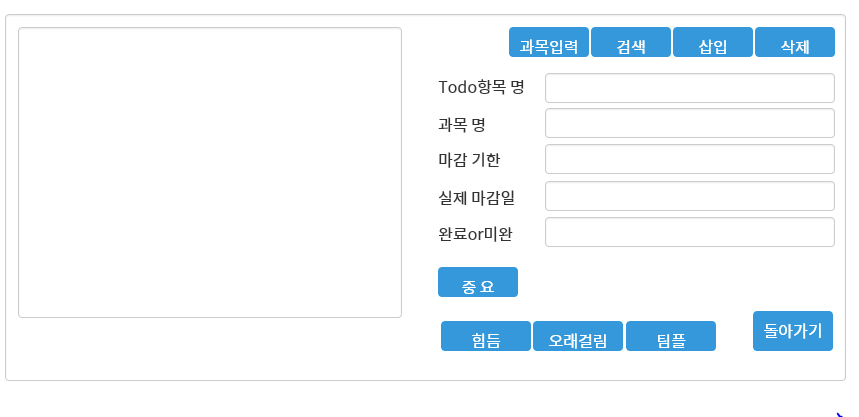 과목입력 검색 삽입 삭제
Todo항목 명
과목 명
마감 기한
실제 마감일
완료or미완
중 요
힘듬 오래걸림 팀플
돌아가기